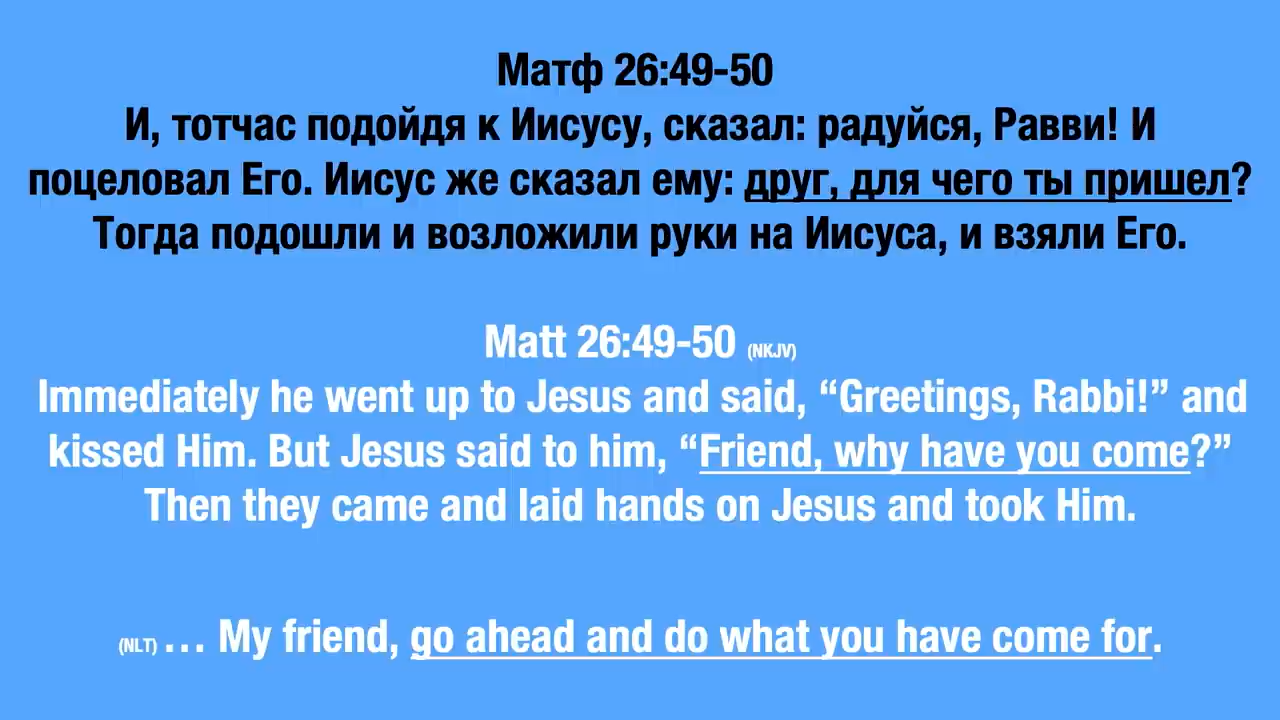 Матф 26:49-50
И, тотчас подойдя к Иисусу, сказал: радуйся, Равви! И
поцеловал Его. Иисус же сказал ему: друг, для чего ты пришел?
Тогда подошли и возложили руки на Иисуса, и взяли Его.
Matt 26:49-50 (NKJV)
Immediately he went up to Jesus and said, “Greetings, Rabbi!” and
kissed Him. But Jesus said to him, “Friend, why have you come?”
Then they came and laid hands on Jesus and took Him.
(NLT) … My friend, go ahead and do what you have come for.